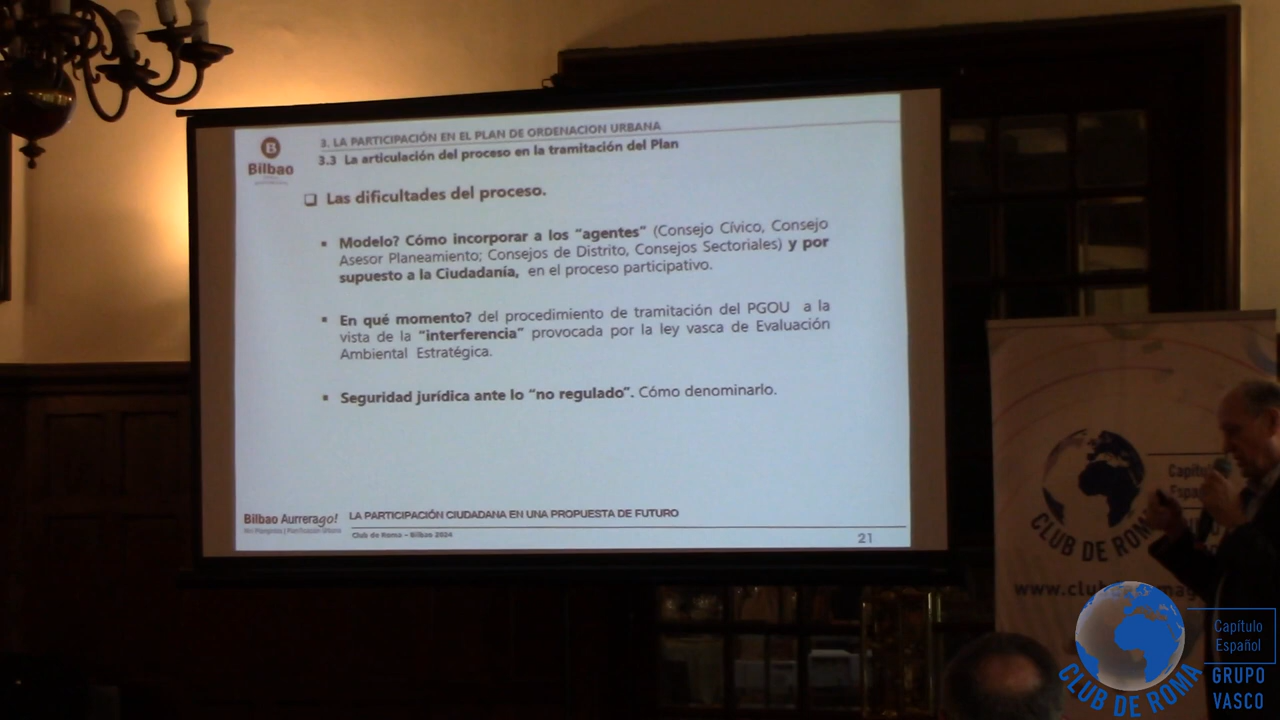 B
Bilbao
3. LA PARTICIPACIÓN EN EL PLAN DE ORDENACION URBANA
3.3 La articulación del proceso en la tramitación del Plan
❑ Las dificultades del proceso.
▪ Modelo? Cómo incorporar a los “agentes” (Consejo Cívico, Consejo
Asesor Planeamiento; Consejos de Distrito, Consejos Sectoriales) y por
supuesto a la Ciudadanía, en el proceso participativo.
▪ En qué momento? del procedimiento de tramitación del PGOU a la
vista de la “interferencia” provocada por la ley vasca de Evaluación
Ambiental Estratégica.
▪ Seguridad jurídica ante lo “no regulado”. Cómo denominarlo.
Bilbao Aurrerago!
LA PARTICIPACIÓN CIUDADANA EN UNA PROPUESTA DE FUTURO
Club de Roma – Bilbao 2024
21
Capítulo
CLUB DE ROMA
Capítulo
Español
CLUB DE ROMA
GRUPO
VASCO